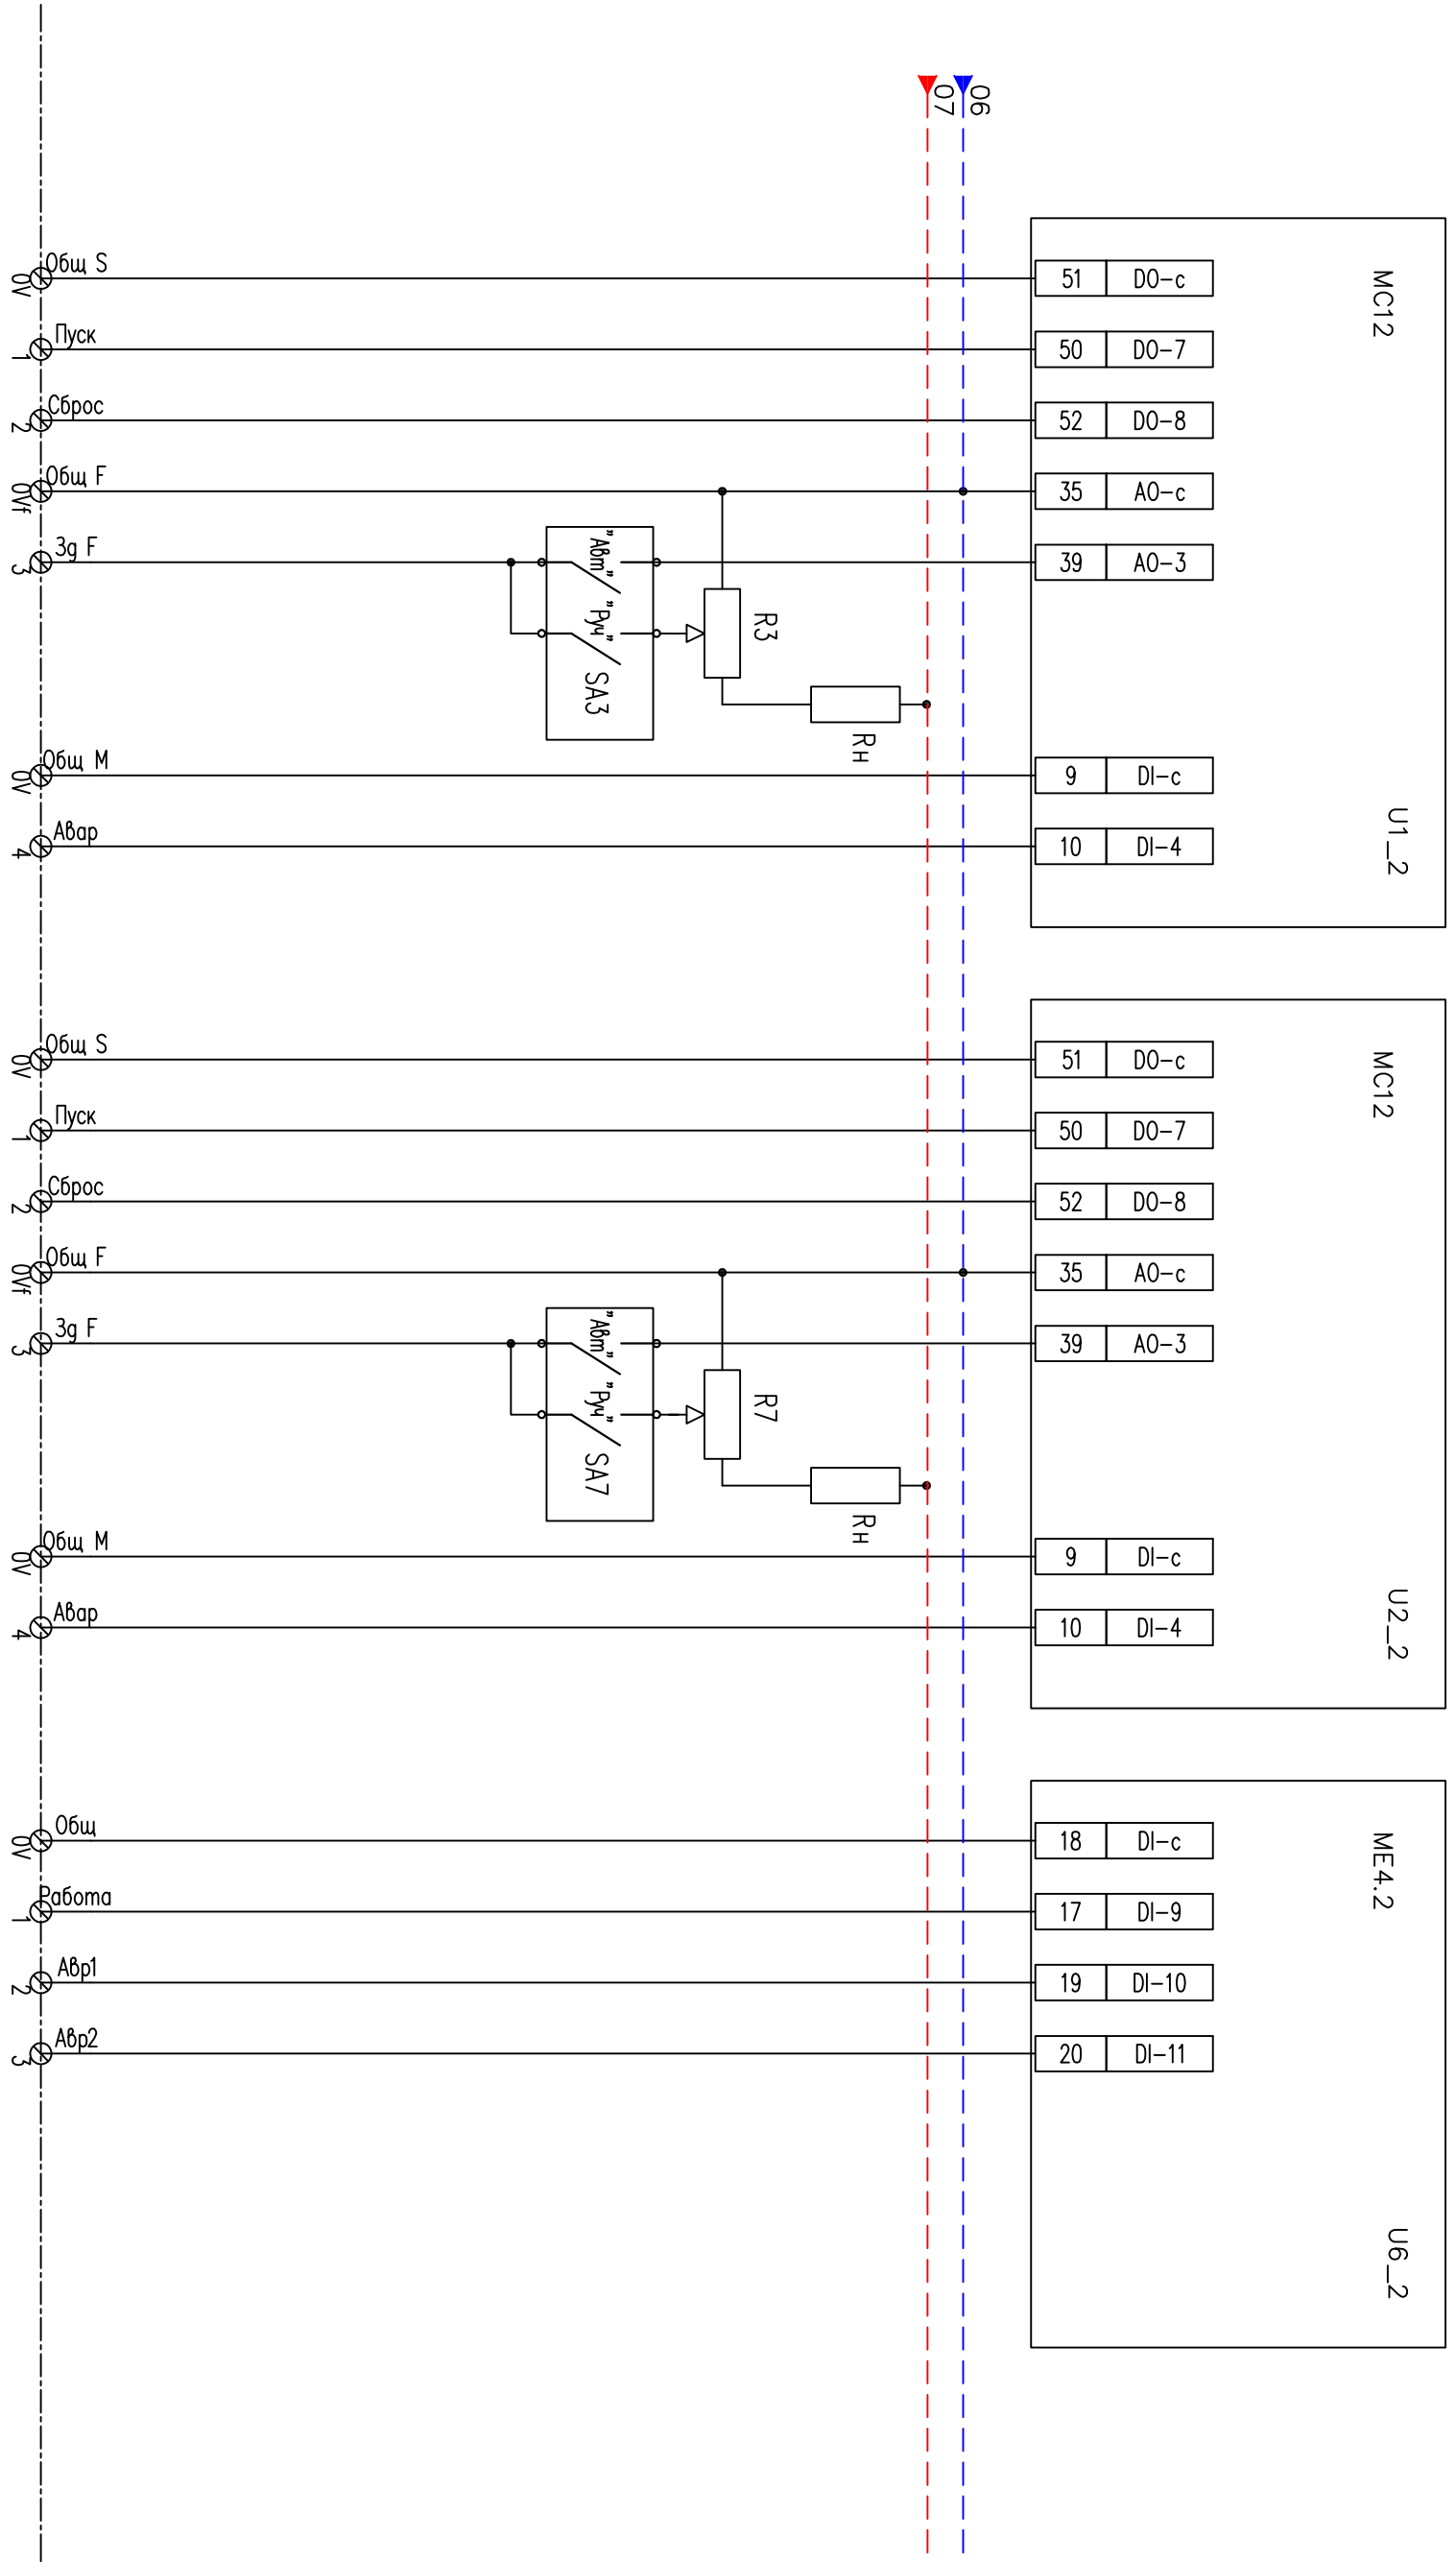 07
06
MC12
Общ S
0V
51 DO-c
Пуск
1
50 DO-7
Сброс
2
52 DO-8
Общ F
0Vf
35 AO-c
Зд F
3
"Авт"
39 AO-3
"Руч"
R3
SA3
Rн
Общ M
0V
9 DI-c
U1_2
Авар
4
10 DI-4
MC12
Общ S
0V
51 DO-c
Пуск
1
50 DO-7
Сброс
2
52 DO-8
Общ F
0Vf
35 AO-c
Зд F
3
"Авт"
39 AO-3
"Руч"
R7
SA7
Rн
Общ M
0V
9 DI-c
U2_2
Авар
4
10 DI-4
ME4.2
Общ
0V
18 DI-c
Работа
1
17 DI-9
Авр1
2
19 DI-10
Авр2
3
20 DI-11
U6_2